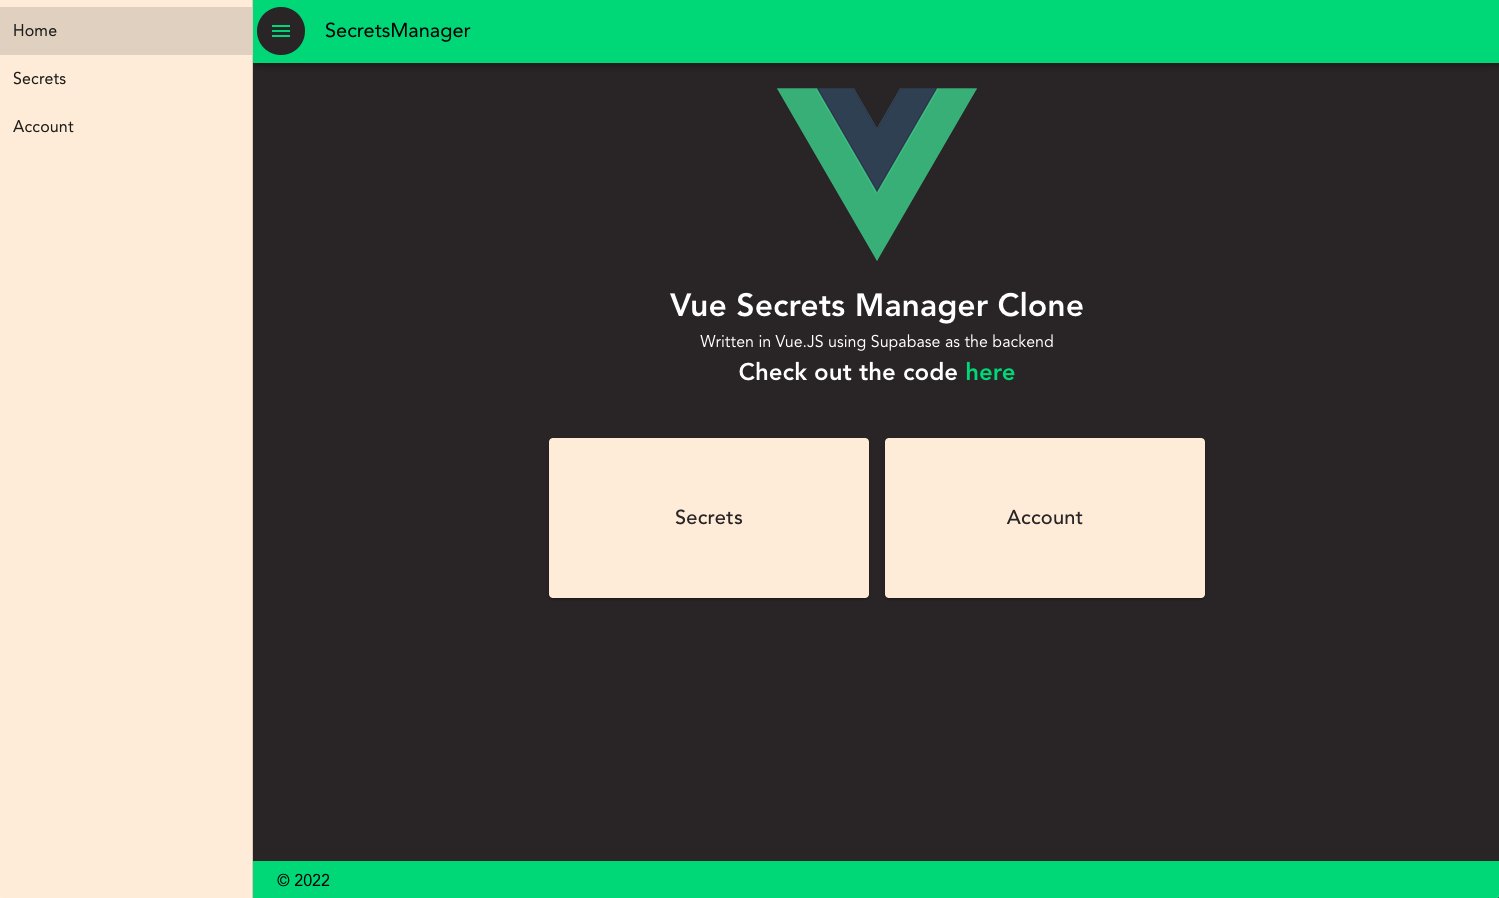 Home
Secrets
Account
SecretsManager
Vue Secrets Manager Clone
Written in Vue.JS using Supabase as the backend
Check out the code here
Secrets
Account
© 2022